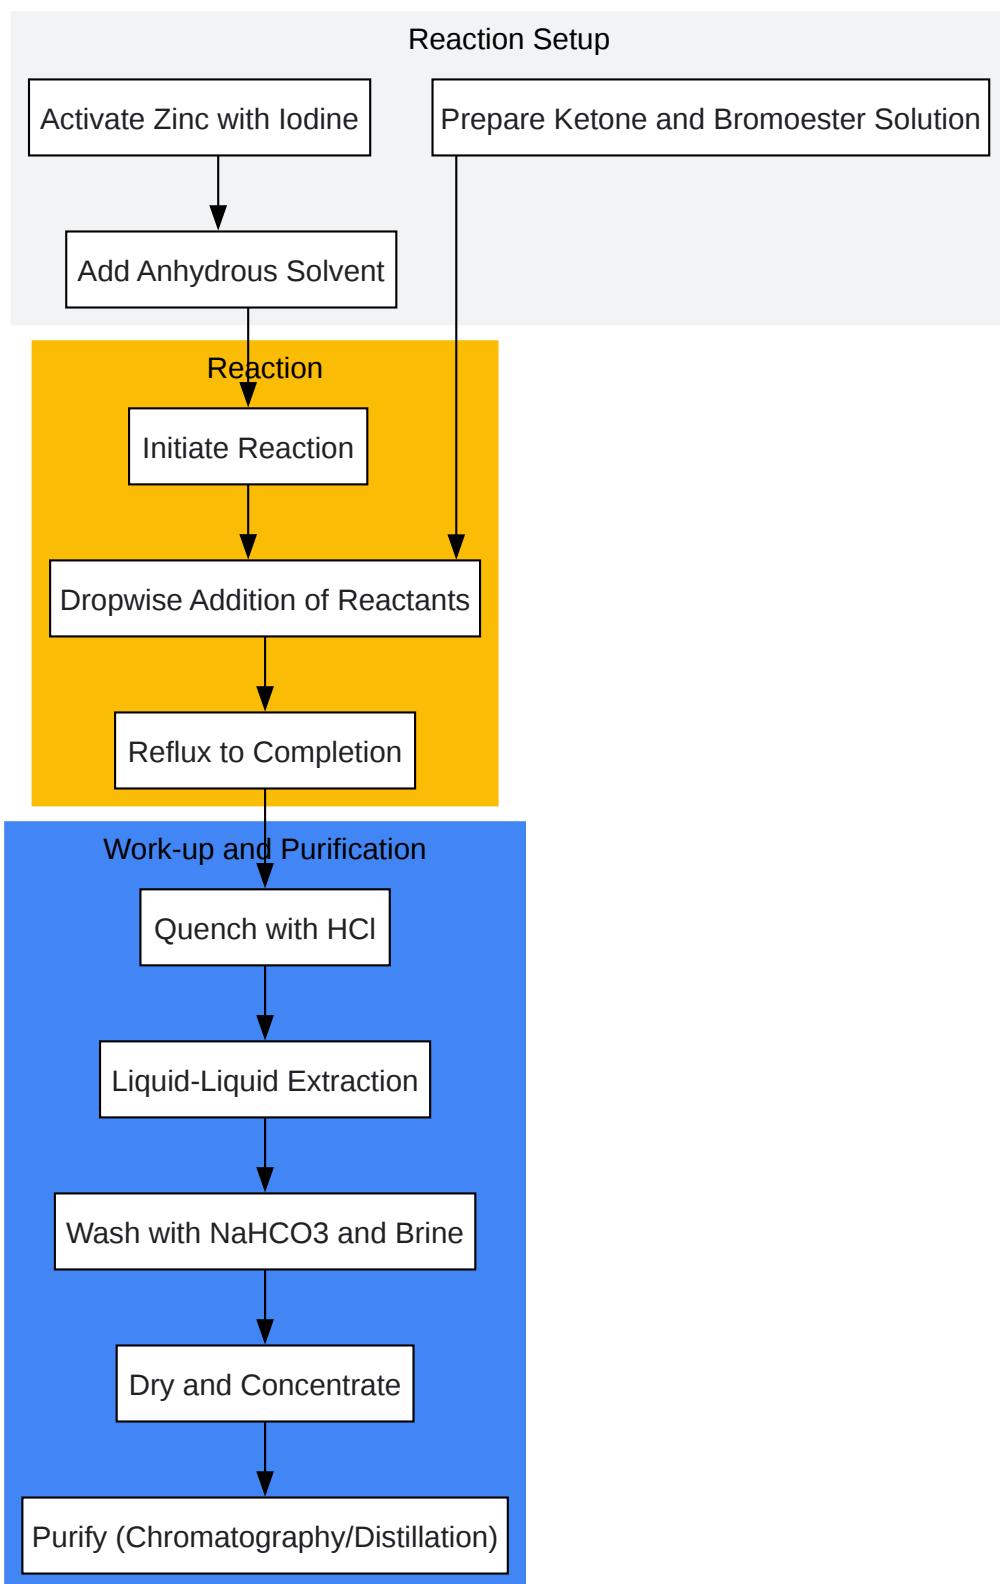 Reaction Setup
Activate Zinc with Iodine
Prepare Ketone and Bromoester Solution
Add Anhydrous Solvent
Reaction
Initiate Reaction
Dropwise Addition of Reactants
Reflux to Completion
Work-up and Purification
Quench with HCl
Liquid-Liquid Extraction
Wash with NaHCO3 and Brine
Dry and Concentrate
Purify (Chromatography/Distillation)